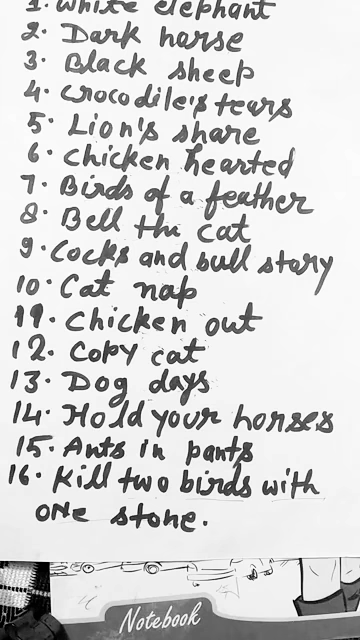 1. White elephant
2. Dark harse
3. Black sheep
4. Crocodile's tears
5. Lion's share
6. Chicken hearted
7. Birds of a feather
8. Bell the cat
9. Cocks and bull story
10. Cat nap
11. Chicken out
12. Copy cat
13. Dog days
14. Hold your horses
15. Ants in pants
16. Kill two birds with
one stone.
Notebook